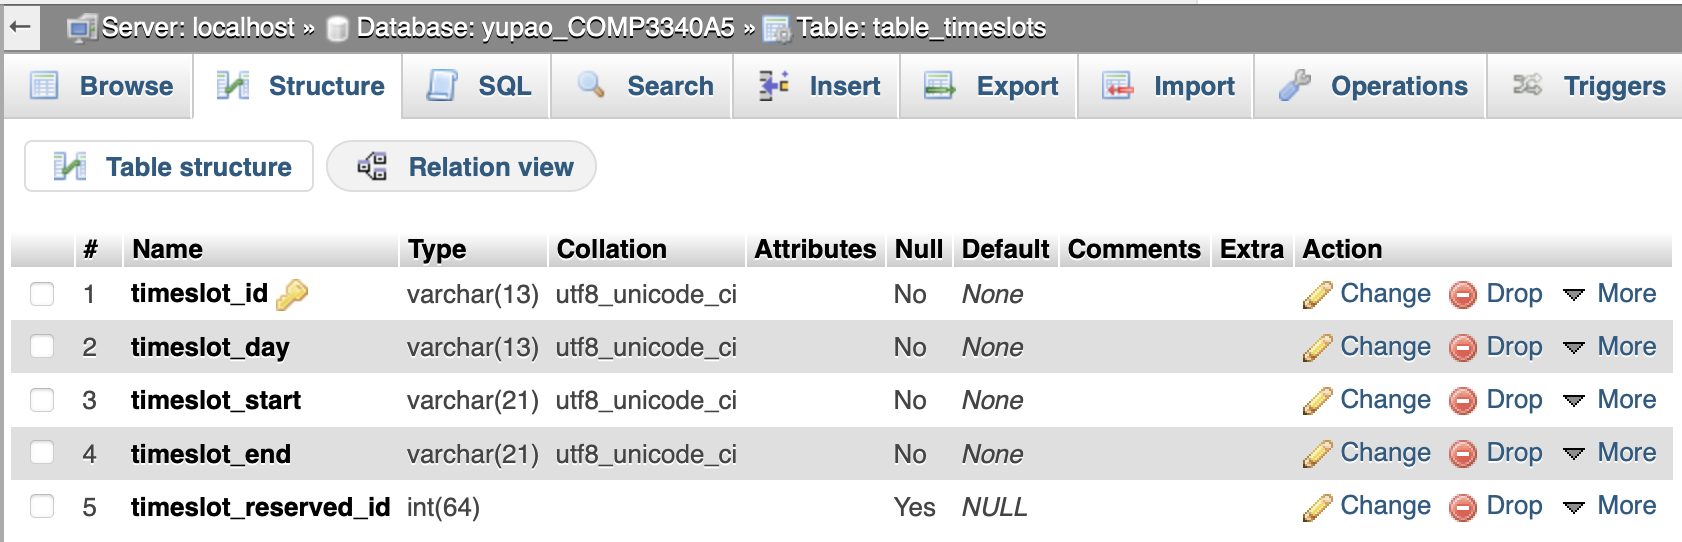 ← Server: localhost » Database: yupao_COMP3340A5 » Table: table_timeslots
Browse Structure SQL Search Insert Export Import Operations Triggers
Table structure Relation view
# Name Type Collation Attributes Null Default Comments Extra Action
1 timeslot_id varchar(13) utf8_unicode_ci No None Change Drop More
2 timeslot_day varchar(13) utf8_unicode_ci No None Change Drop More
3 timeslot_start varchar(21) utf8_unicode_ci No None Change Drop More
4 timeslot_end varchar(21) utf8_unicode_ci No None Change Drop More
5 timeslot_reserved_id int(64) Yes NULL Change Drop More